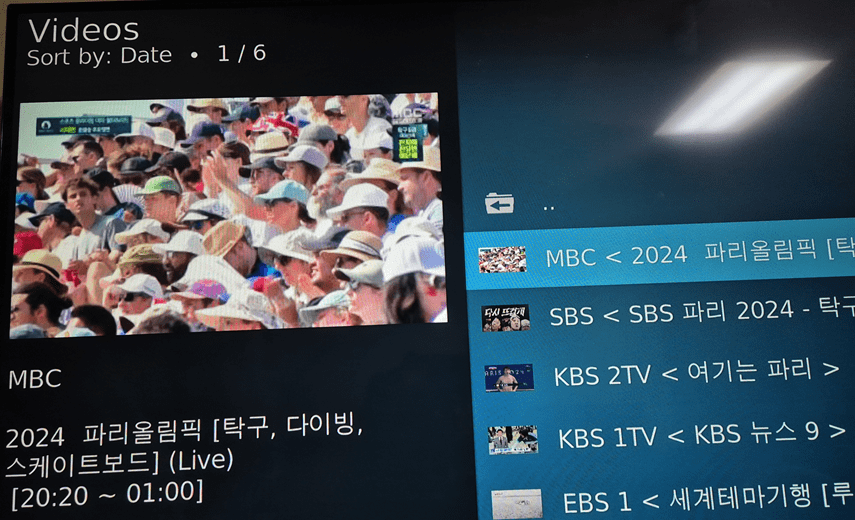 Videos
Sort by: Date • 1 / 6
MBC
..
MBC < 2024 파리올림픽 [탁
SBS < SBS 파리 2024 - 탁구
KBS 2TV < 여기는 파리 >
KBS 1TV < KBS 뉴스 9 >
EBS 1 < 세계테마기행 [루
MBC
2024 파리올림픽 [탁구, 다이빙,
스케이트보드] (Live)
[20:20 ~ 01:00]